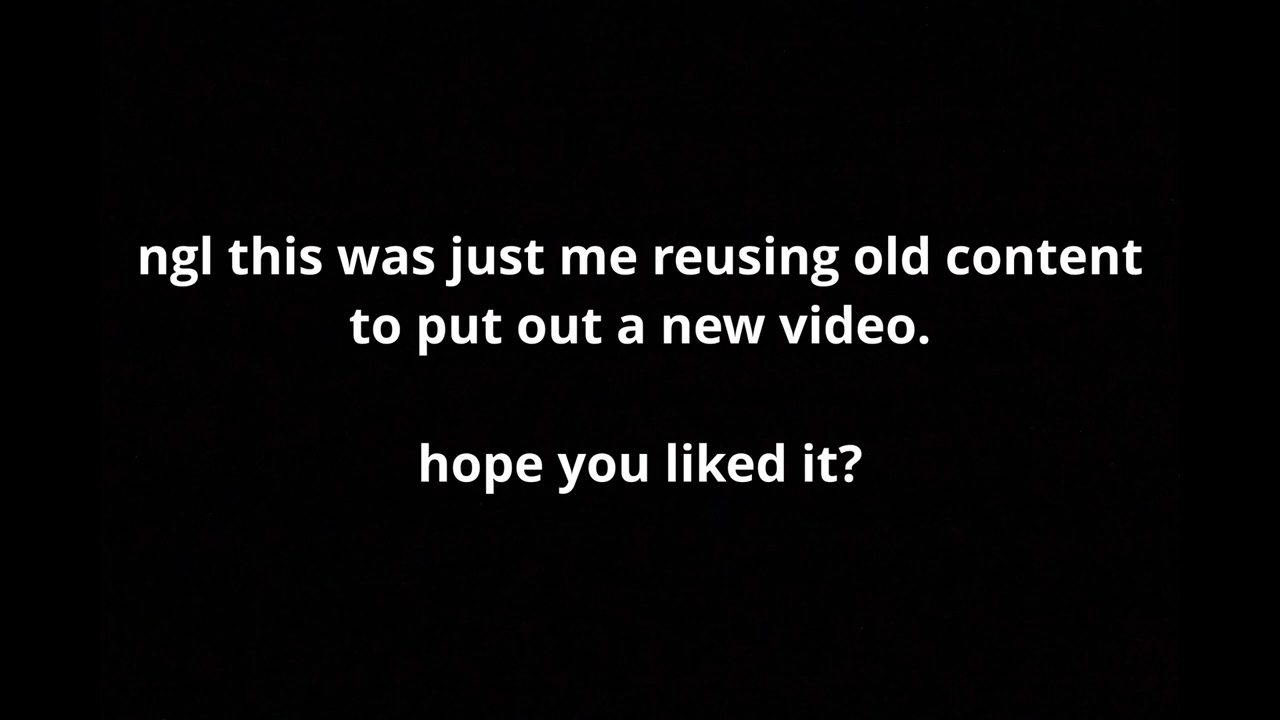 ngl this was just me reusing old content
to put out a new video.
hope you liked it?